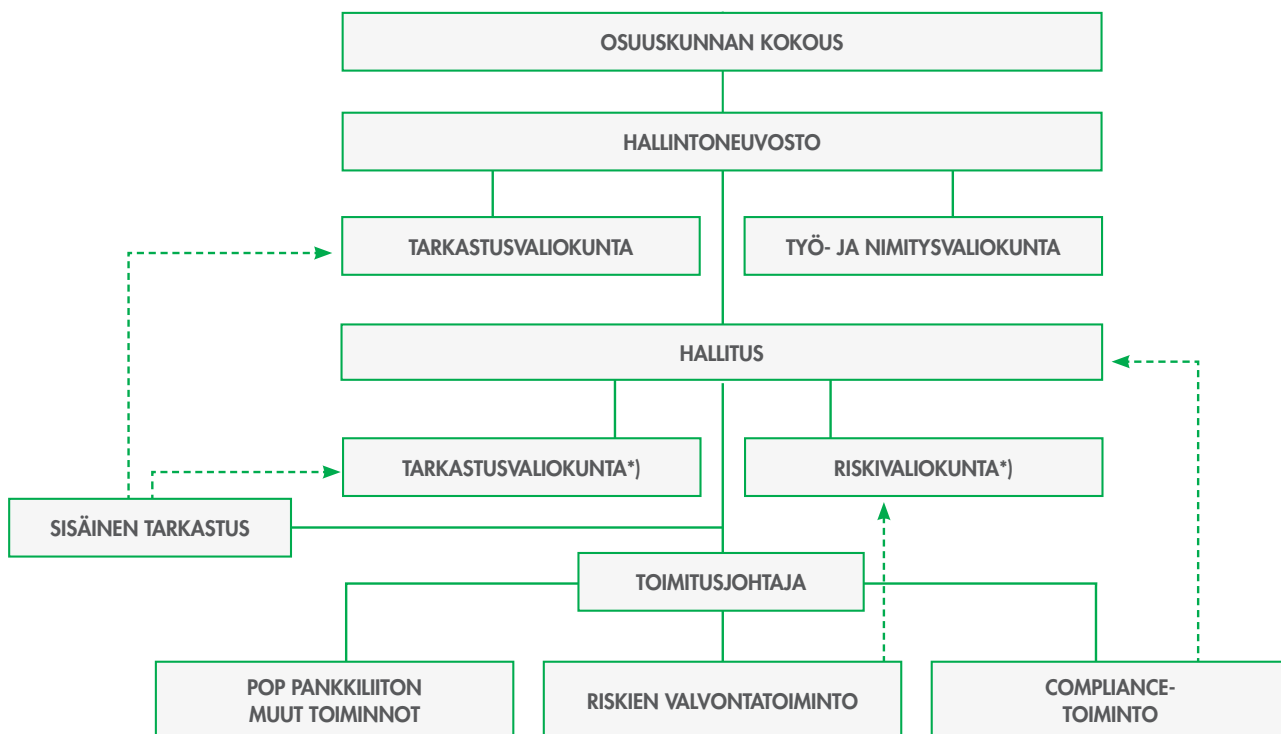 OSUUSKUNNAN KOKOUS
HALLINTONEUVOSTO
TARKASTUSVALIOKUNTA
TYÖ- JA NIMITYSVALIOKUNTA
HALLITUS
TARKASTUSVALIOKUNTA*)
RISKIVALIOKUNTA*)
SISÄINEN TARKASTUS
TOIMITUSJOHTAJA
POP PANKKILIITON
MUUT TOIMINNOT
RISKIEN VALVONTATOIMINTO
COMPLIANCE-
TOIMINTO